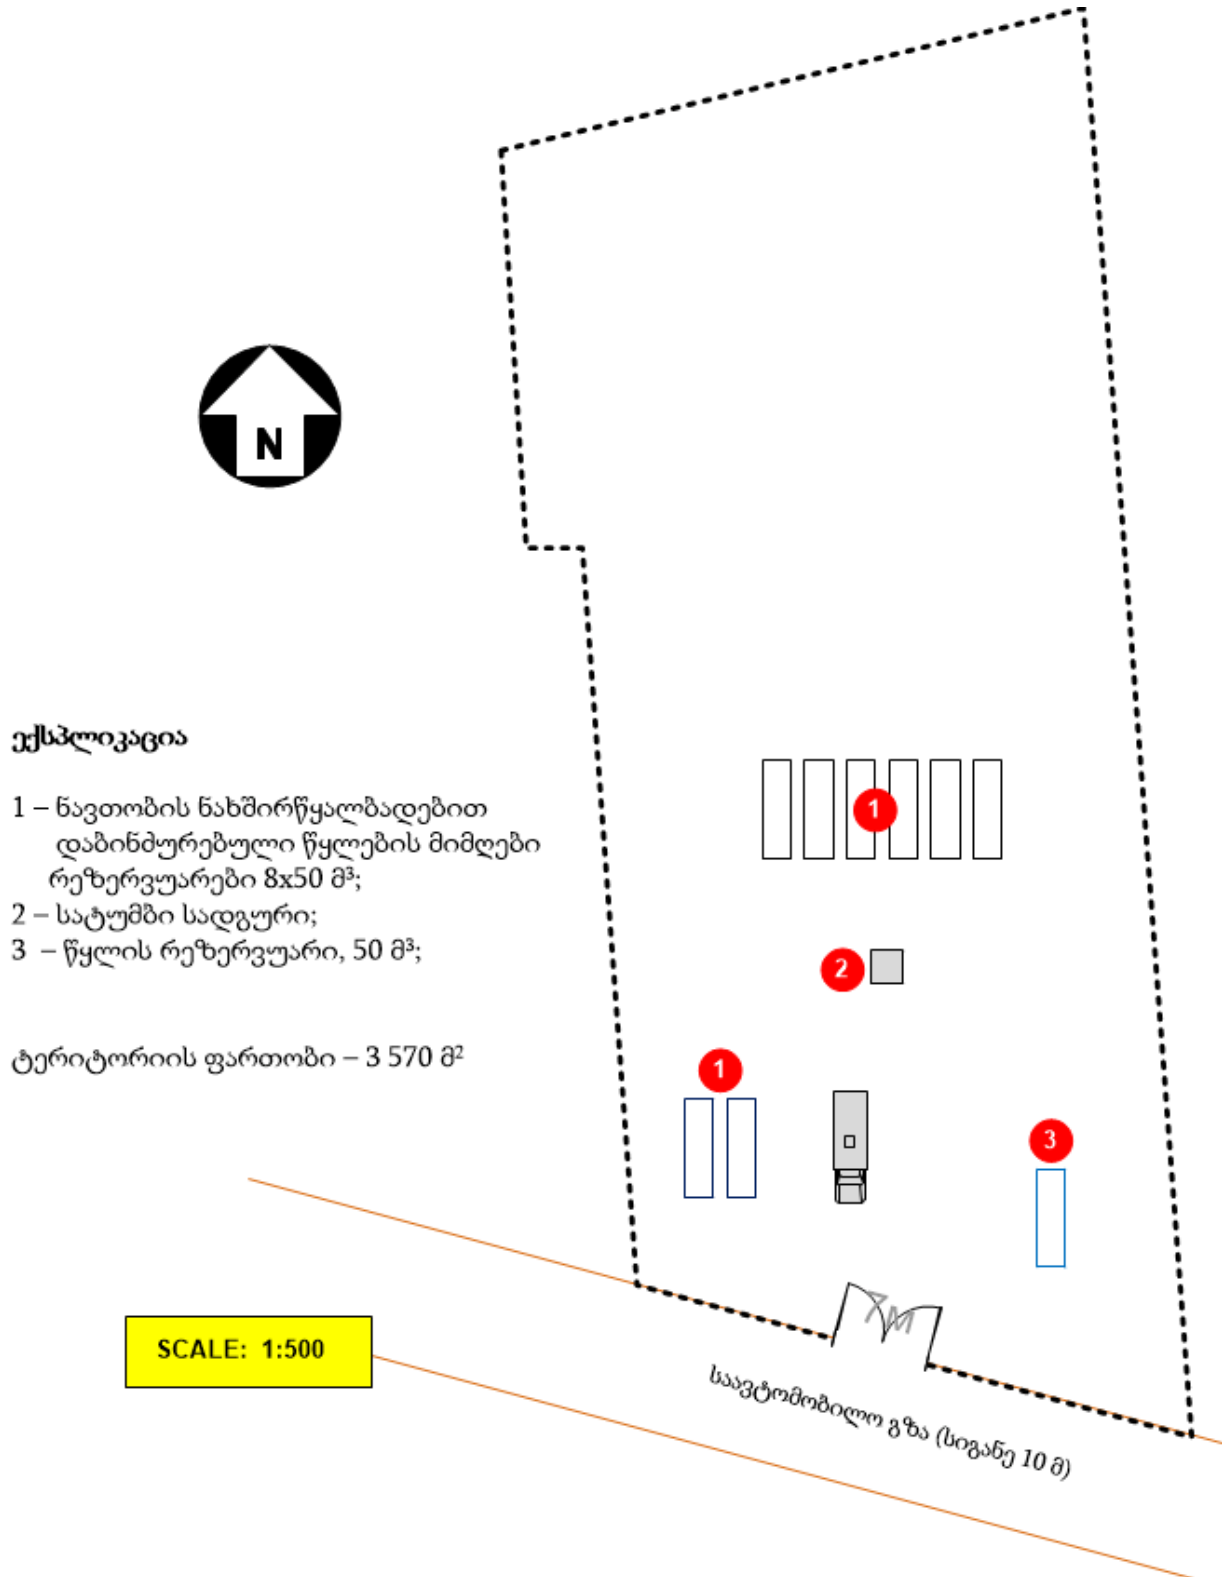 N
ექსპლიკაცია
1 – ნავთობის ნახშირწყალბადებით
დაბინძურებული წყლების მიმღები
რეზერვუარები 8x50 მ³;
2 – სატუმბი სადგური;
3 – წყლის რეზერვუარი, 50 მ³;
ტერიტორიის ფართობი – 3 570 მ²
1
2
1
3
7M
SCALE: 1:500
საავტომობილო გზა (სიგანე 10 მ)